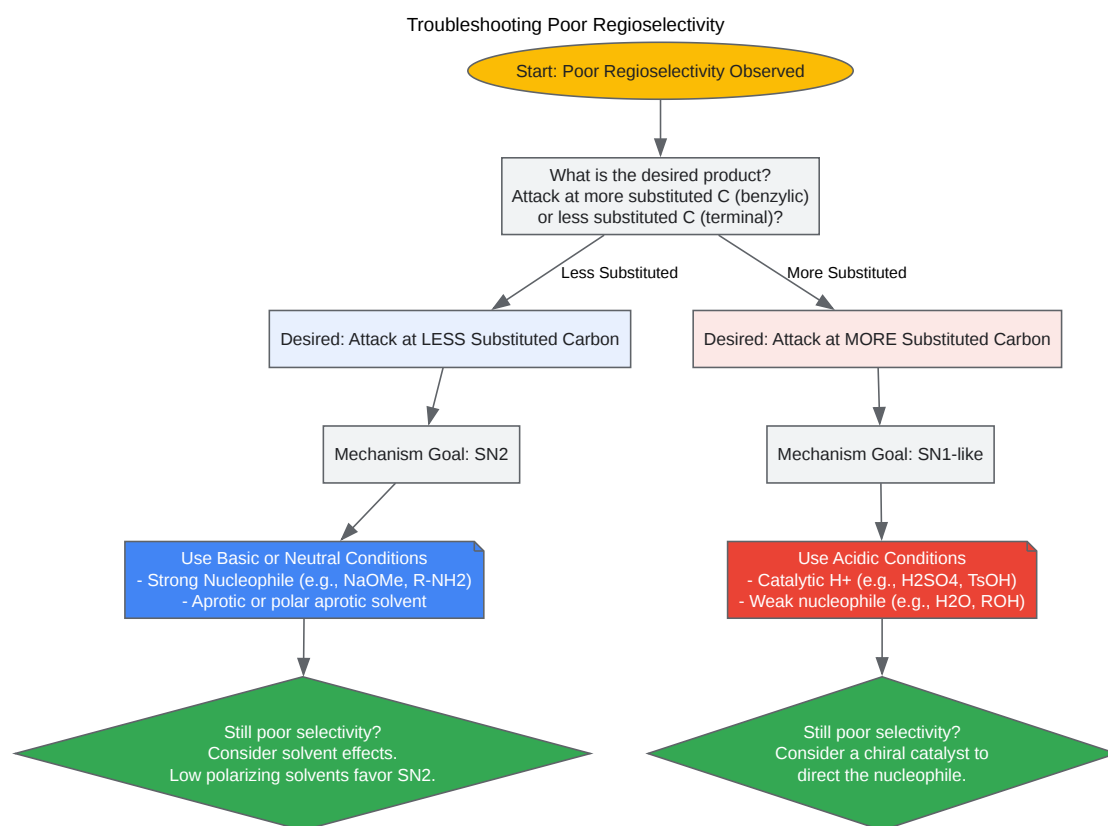 Troubleshooting Poor Regioselectivity
Start: Poor Regioselectivity Observed
What is the desired product?
Attack at more substituted C (benzylic)
or less substituted C (terminal)?
Less Substituted
More Substituted
Desired: Attack at LESS Substituted Carbon
Desired: Attack at MORE Substituted Carbon
Mechanism Goal: SN2
Mechanism Goal: SN1-like
Use Basic or Neutral Conditions
- Strong Nucleophile (e.g., NaOMe, R-NH2)
- Aprotic or polar aprotic solvent
Use Acidic Conditions
- Catalytic H+ (e.g., H2SO4, TsOH)
- Weak nucleophile (e.g., H2O, ROH)
Still poor selectivity?
Consider solvent effects.
Low polarizing solvents favor SN2.
Still poor selectivity?
Consider a chiral catalyst to
direct the nucleophile.